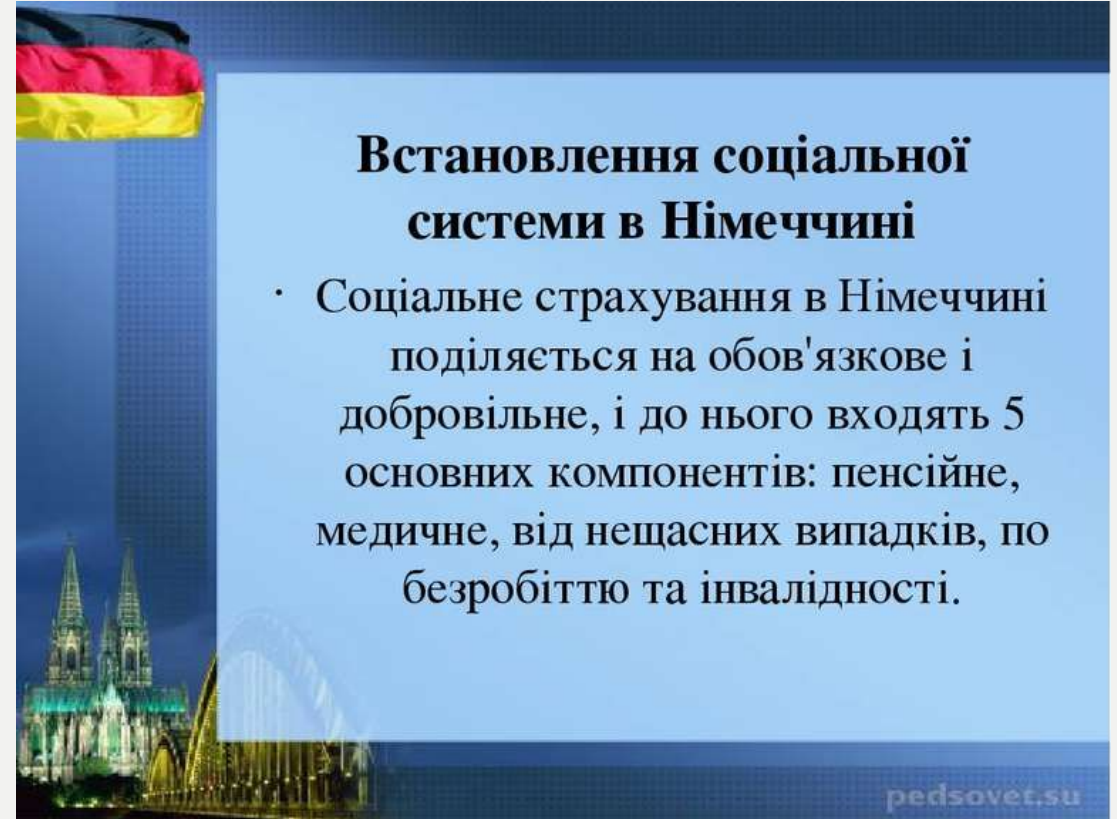 Встановлення соціальної
системи в Німеччині
· Соціальне страхування в Німеччині
поділяється на обов'язкове і
добровільне, і до нього входять 5
основних компонентів: пенсійне,
медичне, від нещасних випадків, по
безробіттю та інвалідності.
pedsovet.su